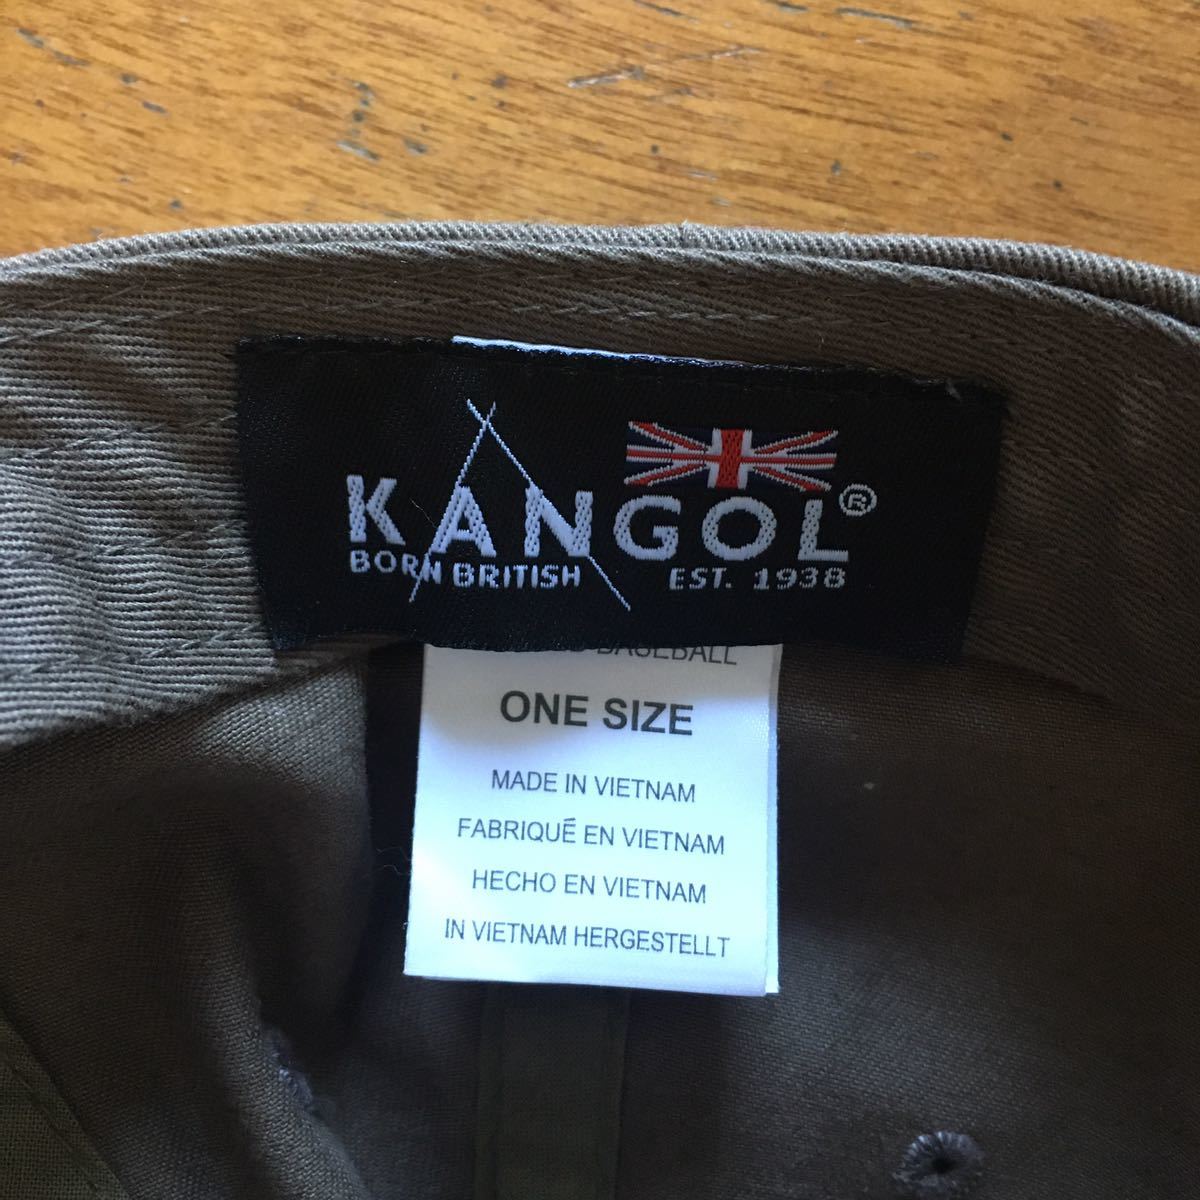 KANGOL®
BORN BRITISH EST. 1938
BASEBALL
ONE SIZE
MADE IN VIETNAM
FABRIQUÉ EN VIETNAM
HECHO EN VIETNAM
IN VIETNAM HERGESTELLT